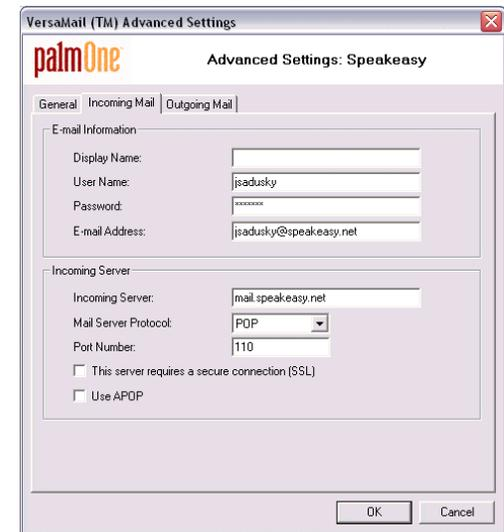 VersaMail (TM) Advanced Settings
palmOne
Advanced Settings: Speakeasy
General Incoming Mail Outgoing Mail
E-mail Information
Display Name:
User Name: jsadusky
Password: *******
E-mail Address: jsadusky@speakeasy.net
Incoming Server
Incoming Server: mail.speakeasy.net
Mail Server Protocol: POP
Port Number: 110
This server requires a secure connection (SSL)
Use APOP
OK Cancel